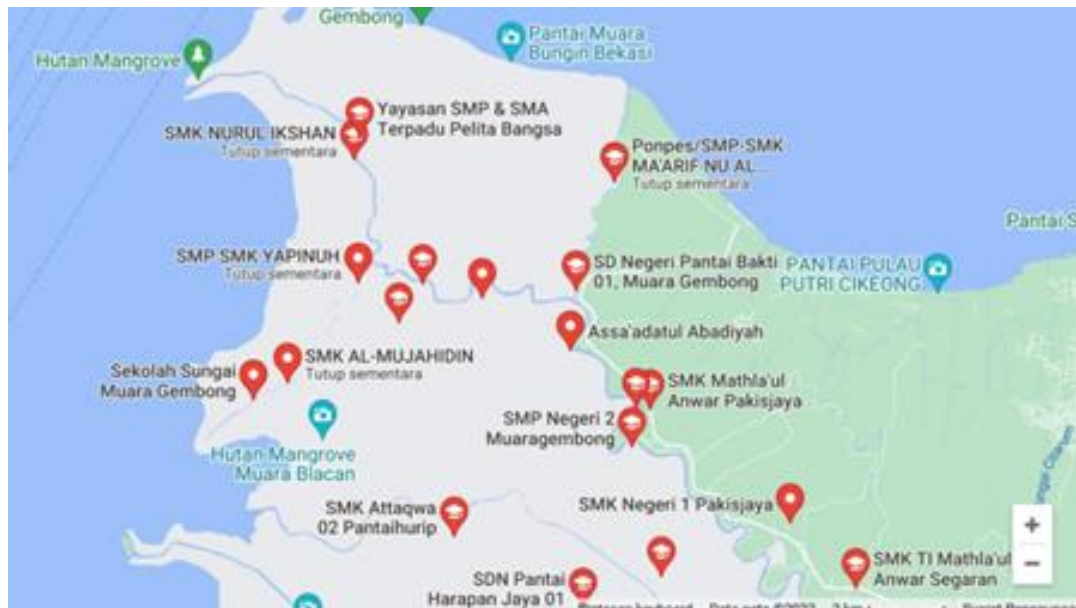 Gembong
Pantai Muara
Bungin Bekasi
Hutan Mangrove
Yayasan SMP & SMA
Terpadu Pelita Bangsa
SMK NURUL IKSHAN
Tutup sementara
Ponpes/SMP-SMK
MA'ARIF NU AL...
Tutup sementara
Pantai S
SMP SMK YAPINUH
Tutup sementara
SD Negeri Pantai Bakti
01, Muara Gembong
PANTAI PULAU
PUTRI CIKEONG
Assa'adatul Abadiyah
SMK AL-MUJAHIDIN
Tutup sementara
Sekolah Sungai
Muara Gembong
SMK Mathla'ul
Anwar Pakisjaya
SMP Negeri 2
Muaragembong
Hutan Mangrove
Muara Blacan
SMK Attaqwa
02 Pantaihurip
SMK Negeri 1 Pakisjaya
Citarum
+
−
SMK TI Mathla'ul
Anwar Segaran
SDN Pantai
Harapan Jaya 01